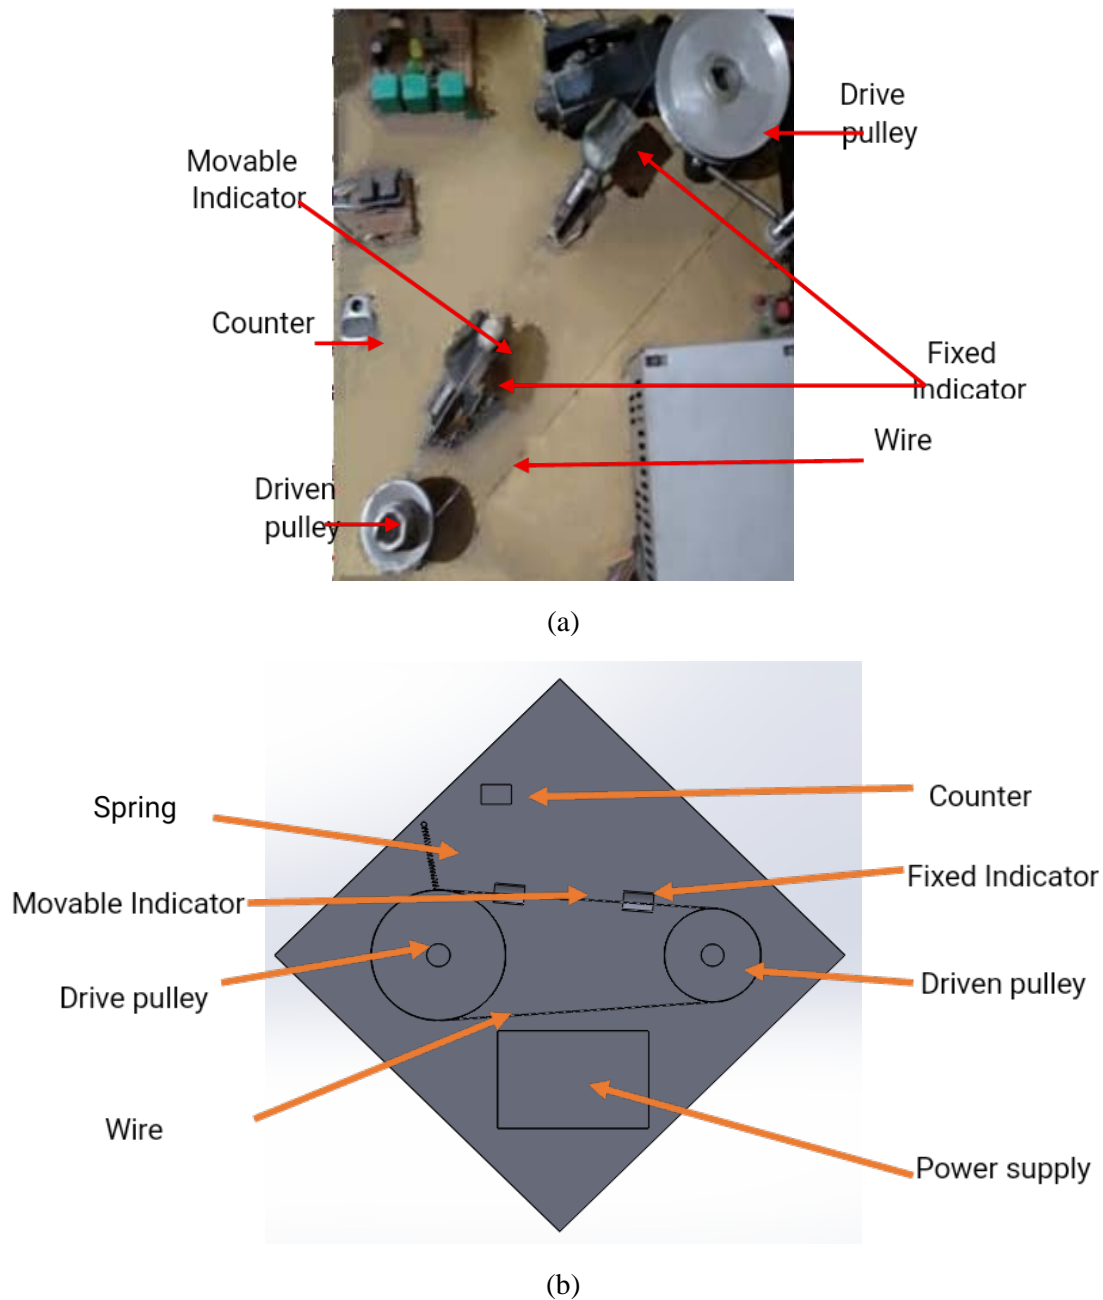 Drive
pulley
Movable
Indicator
Counter
Fixed
Indicator
Wire
Driven
pulley
(a)
Spring
Counter
Movable Indicator
Fixed Indicator
Drive pulley
Driven pulley
Wire
Power supply
(b)